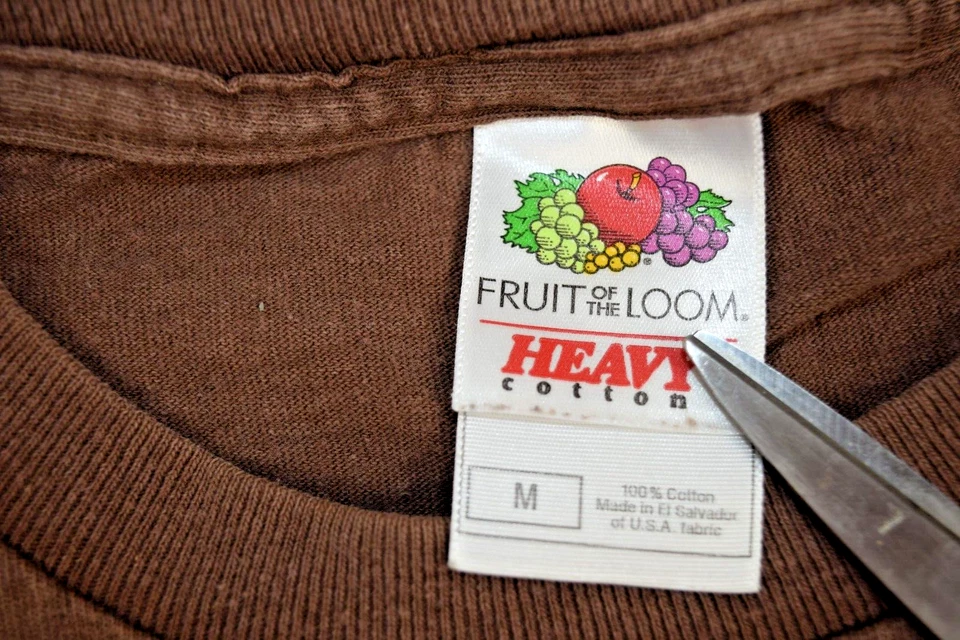 FRUIT OF THE LOOM®
HEAVY
cotton
M
100% Cotton
Made in El Salvador
of U.S.A. fabric